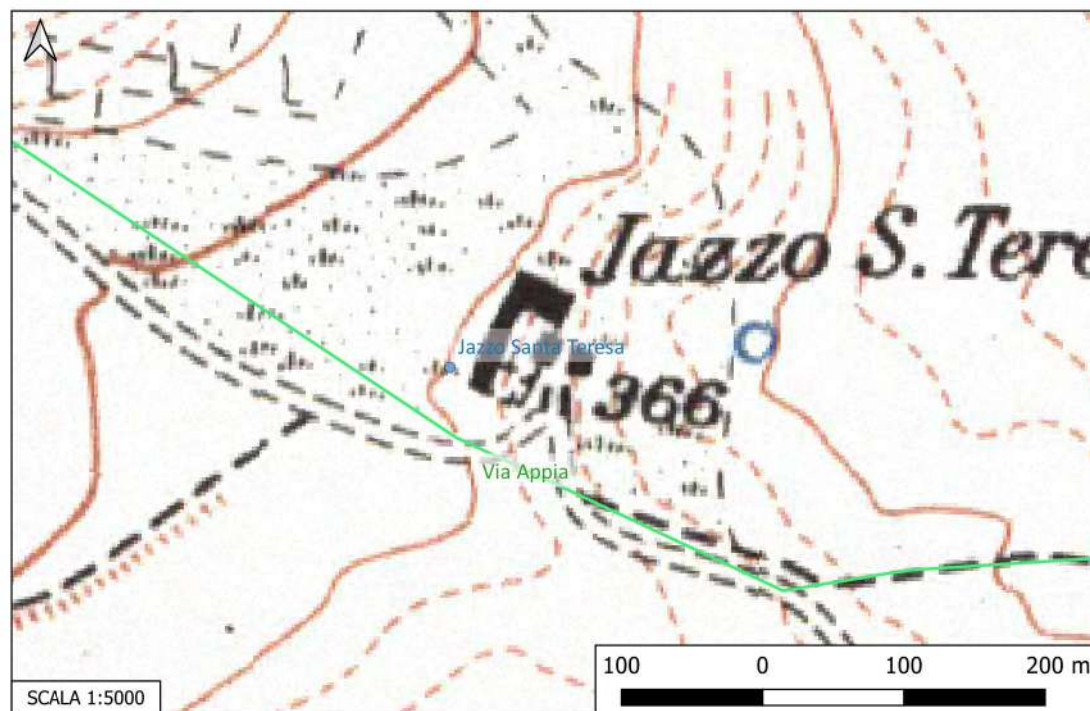 Jazzo S. Tere
Jazzo Santa Teresa
366
Via Appia
100 0 100 200 m
SCALA 1:5000